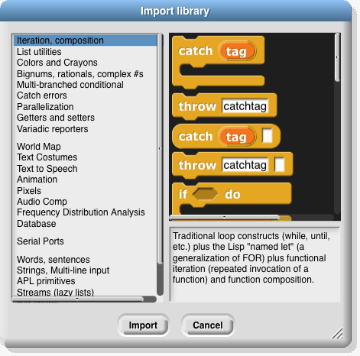 Import library
Iteration, composition
List utilities
Colors and Crayons
Bignums, rationals, complex #s
Multi-branched conditional
Catch errors
Parallelization
Getters and setters
Variadic reporters
World Map
Text Costumes
Text to Speech
Animation
Pixels
Audio Comp
Frequency Distribution Analysis
Database
Serial Ports
Words, sentences
Strings, Multi-line input
APL primitives
Streams (lazy lists)
catch tag
throw catchtag
catch tag
throw catchtag
if do
Traditional loop constructs (while, until,
etc.) plus the Lisp "named let" (a
generalization of FOR) plus functional
iteration (repeated invocation of a
function) and function composition.
Import
Cancel